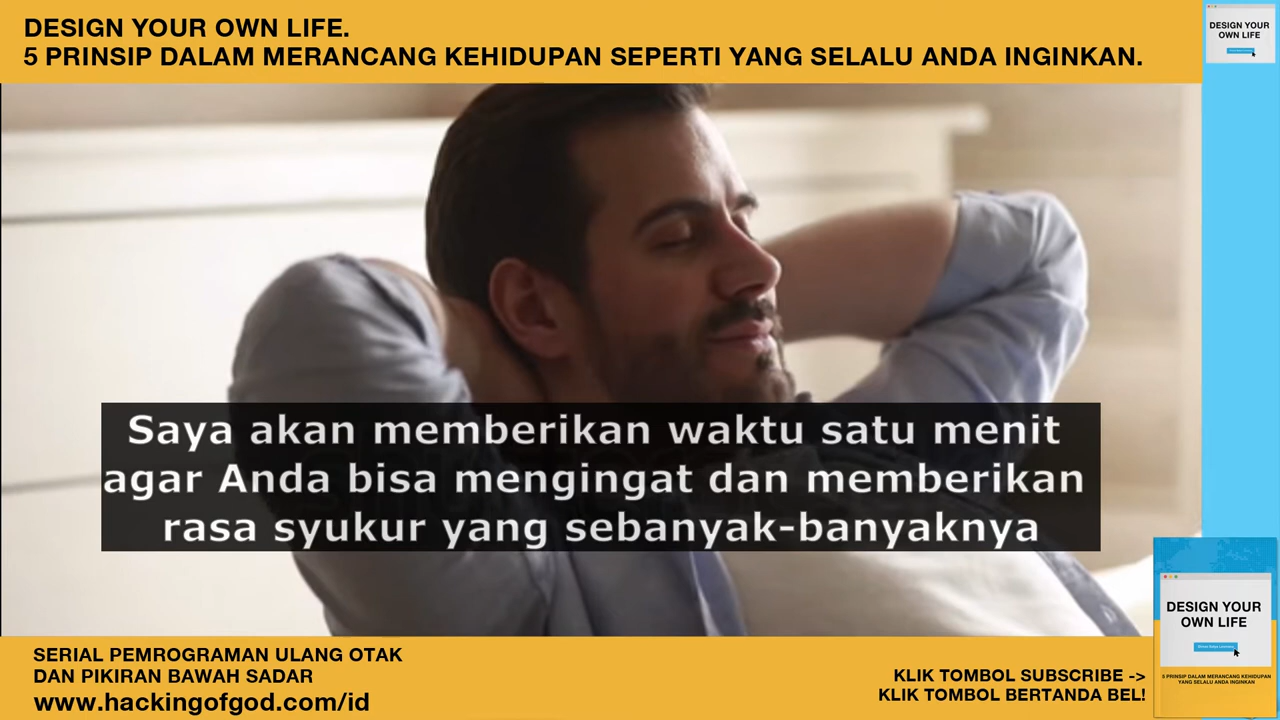 DESIGN YOUR OWN LIFE.
5 PRINSIP DALAM MERANCANG KEHIDUPAN SEPERTI YANG SELALU ANDA INGINKAN.
DESIGN YOUR
OWN LIFE
Saya akan memberikan waktu satu menit
agar Anda bisa mengingat dan memberikan
rasa syukur yang sebanyak-banyaknya
SERIAL PEMROGRAMAN ULANG OTAK
DAN PIKIRAN BAWAH SADAR
www.hackingofgod.com/id
KLIK TOMBOL SUBSCRIBE ->
KLIK TOMBOL BERTANDA BEL!
DESIGN YOUR
OWN LIFE
5 PRINSIP DALAM MERANCANG KEHIDUPAN
YANG SELALU ANDA INGINKAN